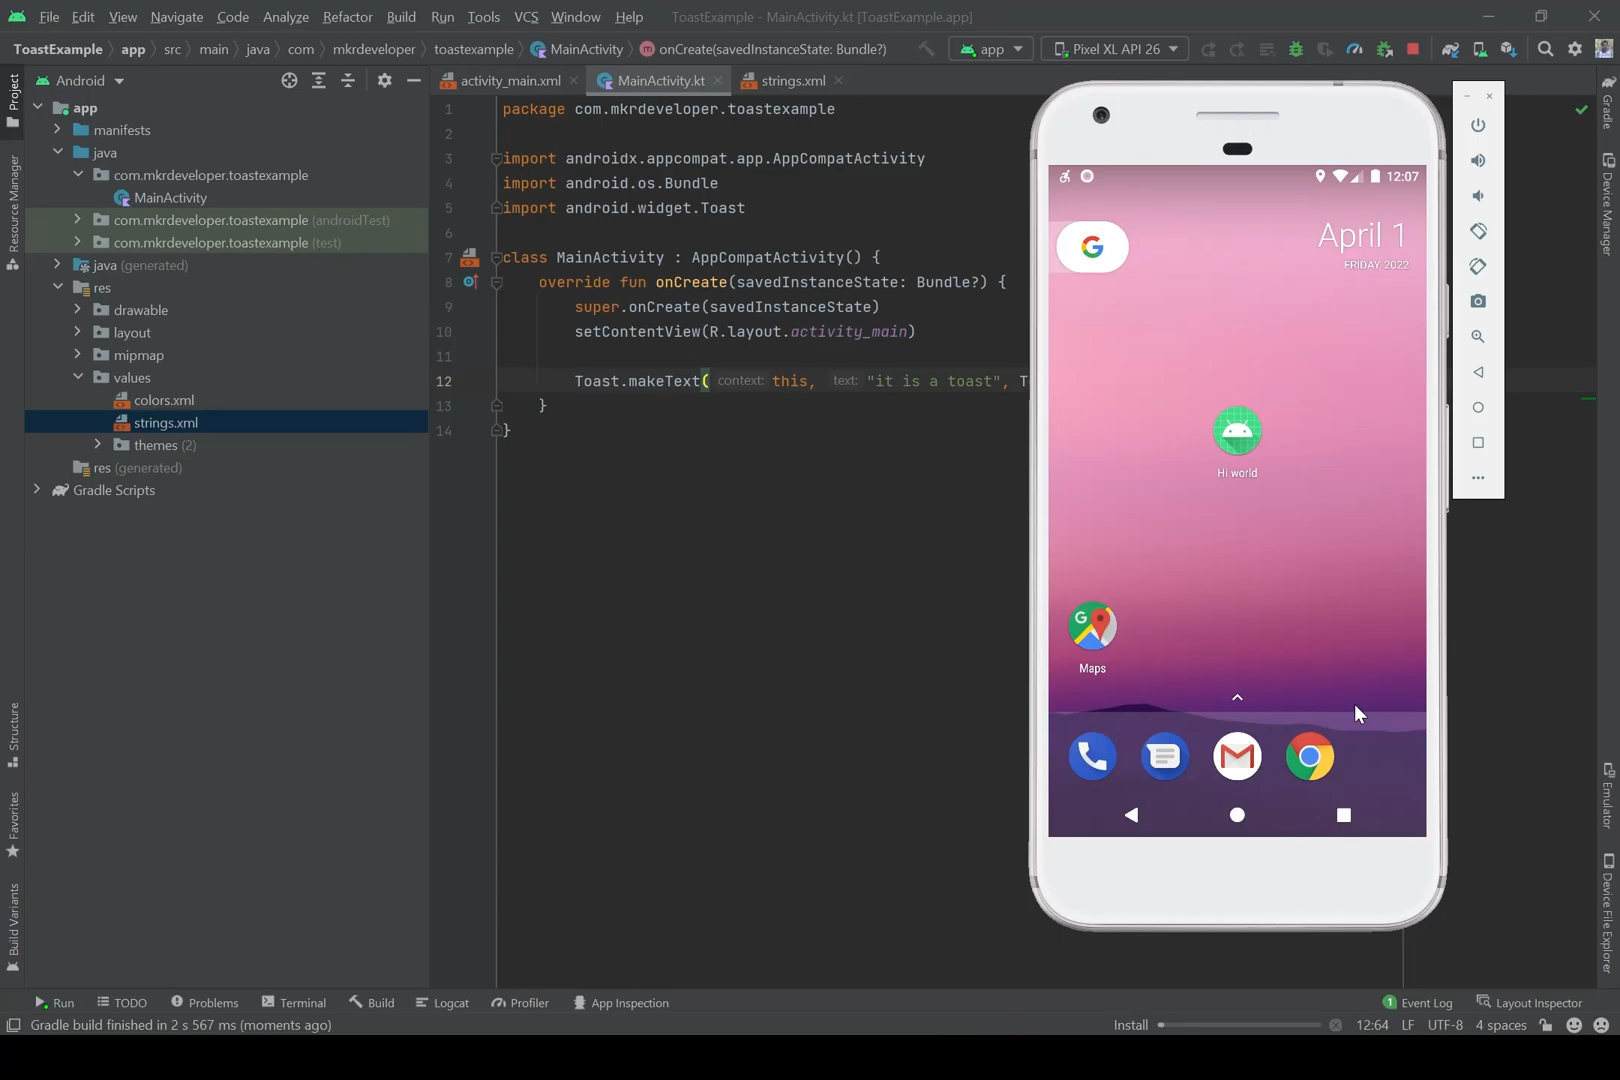 File Edit View Navigate Code Analyze Refactor Build Run Tools VCS Window Help ToastExample - MainActivity.kt [ToastExample.app]
ToastExample app src main java com mkrdeveloper toastexample MainActivity onCreate(savedInstanceState: Bundle?) app Pixel XL API 26
Project
Resource Manager
Structure
Favorites
Build Variants
Android
app
manifests
java
com.mkrdeveloper.toastexample
MainActivity
com.mkrdeveloper.toastexample (androidTest)
com.mkrdeveloper.toastexample (test)
java (generated)
res
drawable
layout
mipmap
values
colors.xml
strings.xml
themes (2)
res (generated)
Gradle Scripts
activity_main.xml MainActivity.kt strings.xml
1 package com.mkrdeveloper.toastexample
2
3 import androidx.appcompat.app.AppCompatActivity
4 import android.os.Bundle
5 import android.widget.Toast
6
7 class MainActivity : AppCompatActivity() {
8 override fun onCreate(savedInstanceState: Bundle?) {
9 super.onCreate(savedInstanceState)
10 setContentView(R.layout.activity_main)
11
12 Toast.makeText( context: this, text: "it is a toast", T
13 }
14 }
12:07
April 1
FRIDAY, 2022
G
Hi world
G
Maps
Gradle
Device Manager
Emulator
Device File Explorer
Run TODO Problems Terminal Build Logcat Profiler App Inspection 1 Event Log Layout Inspector
Gradle build finished in 2 s 567 ms (moments ago) Install 12:64 LF UTF-8 4 spaces